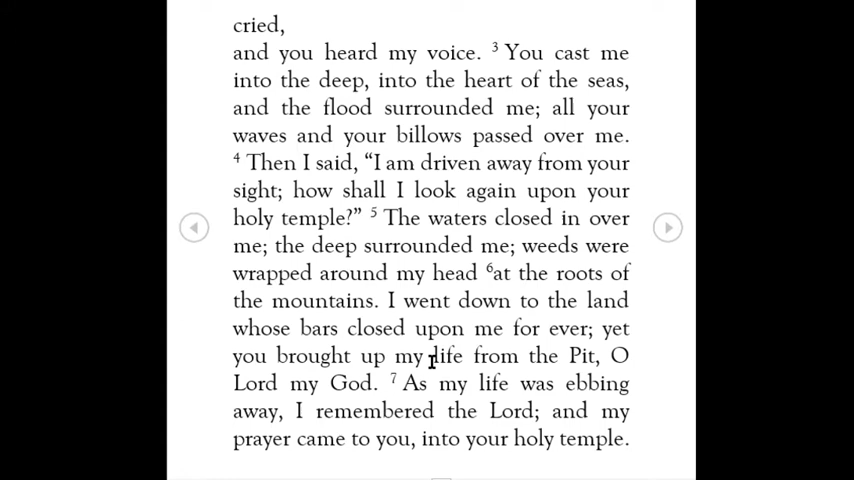 cried,
and you heard my voice. ³ You cast me
into the deep, into the heart of the seas,
and the flood surrounded me; all your
waves and your billows passed over me.
⁴ Then I said, “I am driven away from your
sight; how shall I look again upon your
holy temple?” ⁵ The waters closed in over
me; the deep surrounded me; weeds were
wrapped around my head ⁶at the roots of
the mountains. I went down to the land
whose bars closed upon me for ever; yet
you brought up my life from the Pit, O
Lord my God. ⁷ As my life was ebbing
away, I remembered the Lord; and my
prayer came to you, into your holy temple.